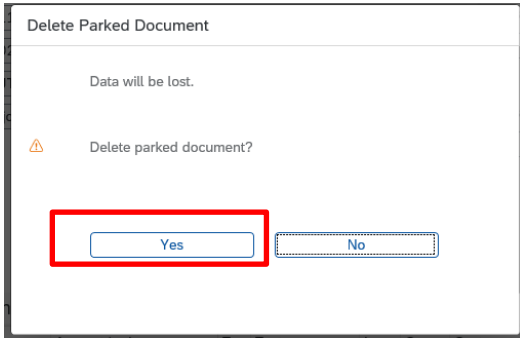 Delete Parked Document
Data will be lost.
Delete parked document?
Yes
No